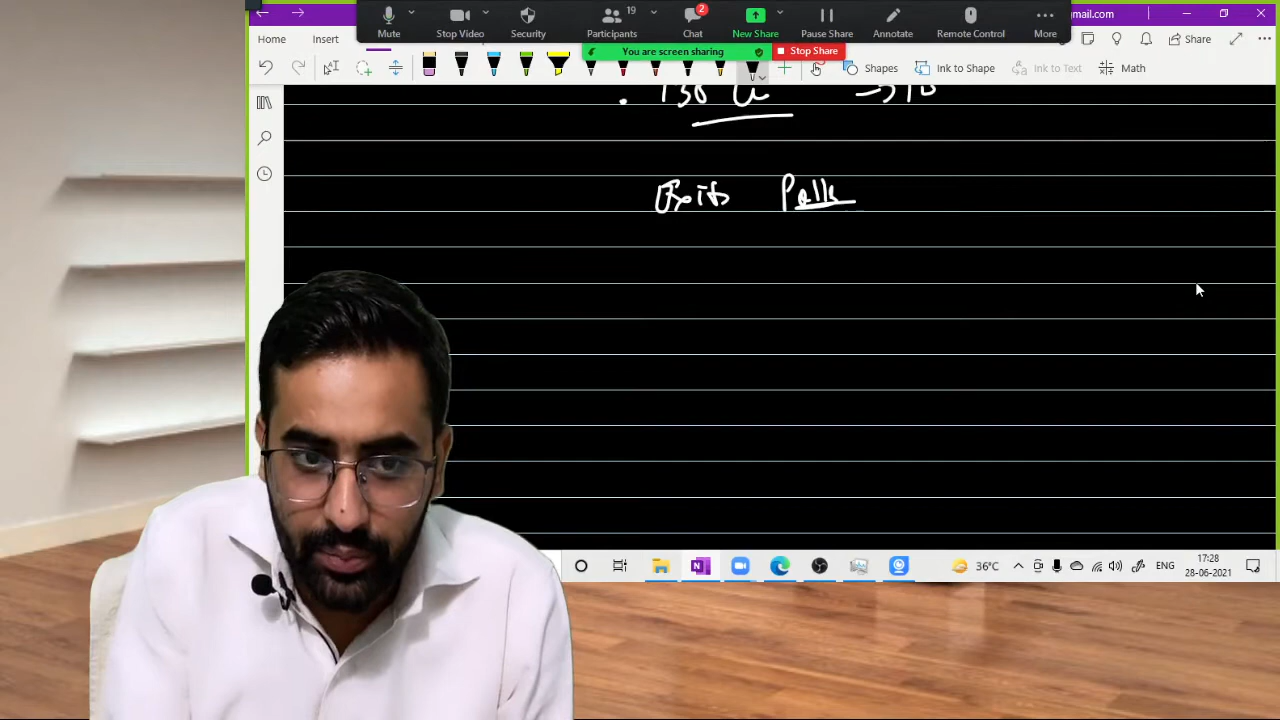 19 2 gmail.com
Mute Stop Video Security Participants Chat New Share Pause Share Annotate Remote Control More
You are screen sharing Stop Share
Home Insert Share
Shapes Ink to Shape Ink to Text Math
Exits Polls
36°C ENG 17:28
28-06-2021